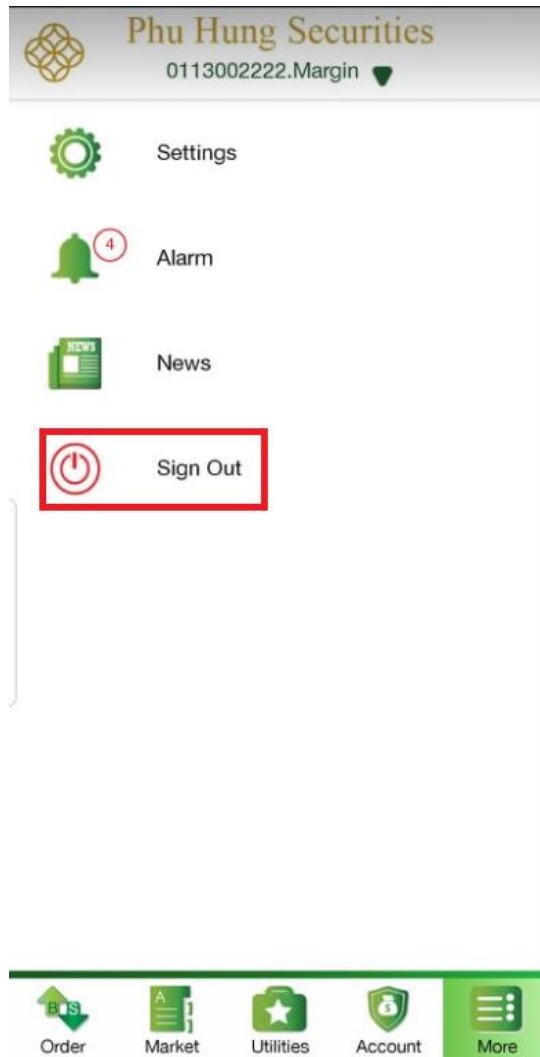 Phu Hung Securities
0113002222.Margin
Settings
4
Alarm
NEWS
News
Sign Out
B S
A
$
Order Market Utilities Account More